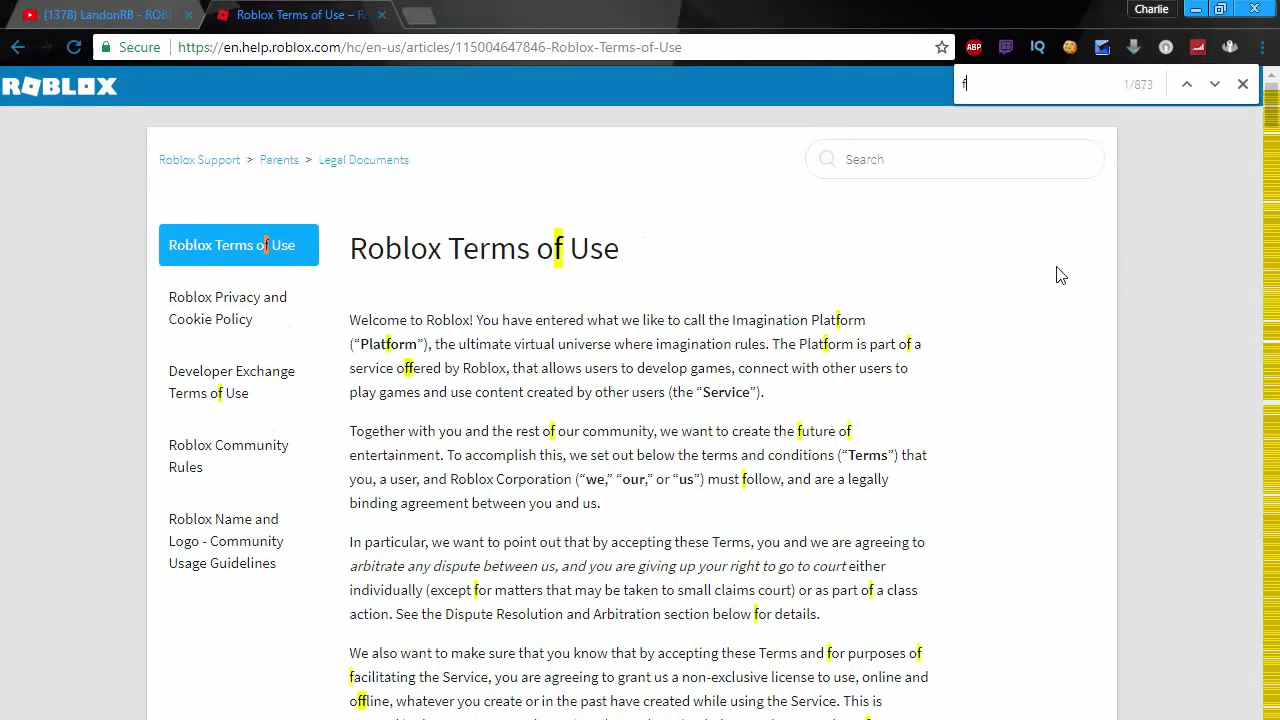 (1378) LandonRB - ROB
Roblox Terms of Use – R
Charlie
Secure
https://en.help.roblox.com/hc/en-us/articles/115004647846-Roblox-Terms-of-Use
ABP
IQ
f
1/873
ROBLOX
Roblox Support > Parents > Legal Documents
Search
Roblox Terms of Use
Roblox Privacy and
Cookie Policy
Developer Exchange
Terms of Use
Roblox Community
Rules
Roblox Name and
Logo - Community
Usage Guidelines
Roblox Terms of Use
Welcome to Roblox! You have entered what we like to call the Imagination Platform
(“Platform”), the ultimate virtual universe where imagination rules. The Platform is part of a
service offered by Roblox, that allows users to develop games, connect with other users to
play games and use content created by other users (the “Service”).
Together with you and the rest of our community, we want to create the future of
entertainment. To accomplish this, we set out below the terms and conditions (“Terms”) that
you, a user, and Roblox Corporation (“we,” “our,” or “us”) must follow, and are a legally
binding agreement between you and us.
In particular, we want to point out that by accepting these Terms, you and we are agreeing to
arbitrate any dispute between us, and you are giving up your right to go to court either
individually (except for matters that may be taken to small claims court) or as part of a class
action. See the Dispute Resolution and Arbitration section below for details.
We also want to make sure that you know that by accepting these Terms and for purposes of
facilitating the Service, you are agreeing to grant us a non-exclusive license to use, online and
offline, whatever you create or in the past have created while using the Service. This is